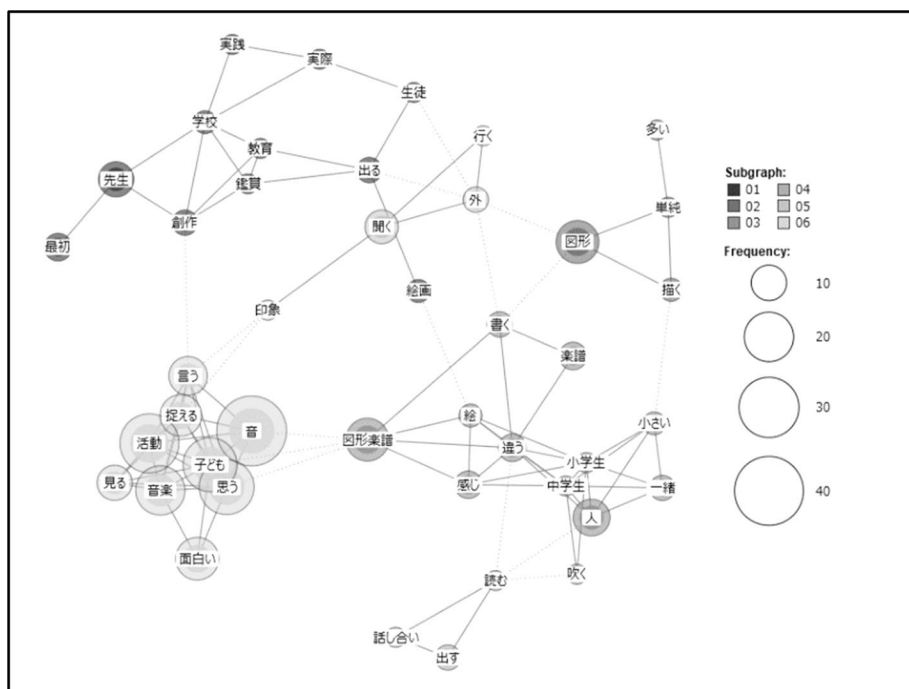 実践
実際
生徒
学校
行く
多い
教育
出る
先生
鑑賞
外
単純
創作
聞く
図形
最初
絵画
描く
印象
書く
楽譜
言う
捉える
絵
小さい
音
活動
図形楽譜
違う
子ども
小学生
見る
音楽
思う
感じ
中学生
一緒
人
面白い
読む
吹く
話し合い
出す
Subgraph:
01 04
02 05
03 06
Frequency:
10
20
30
40